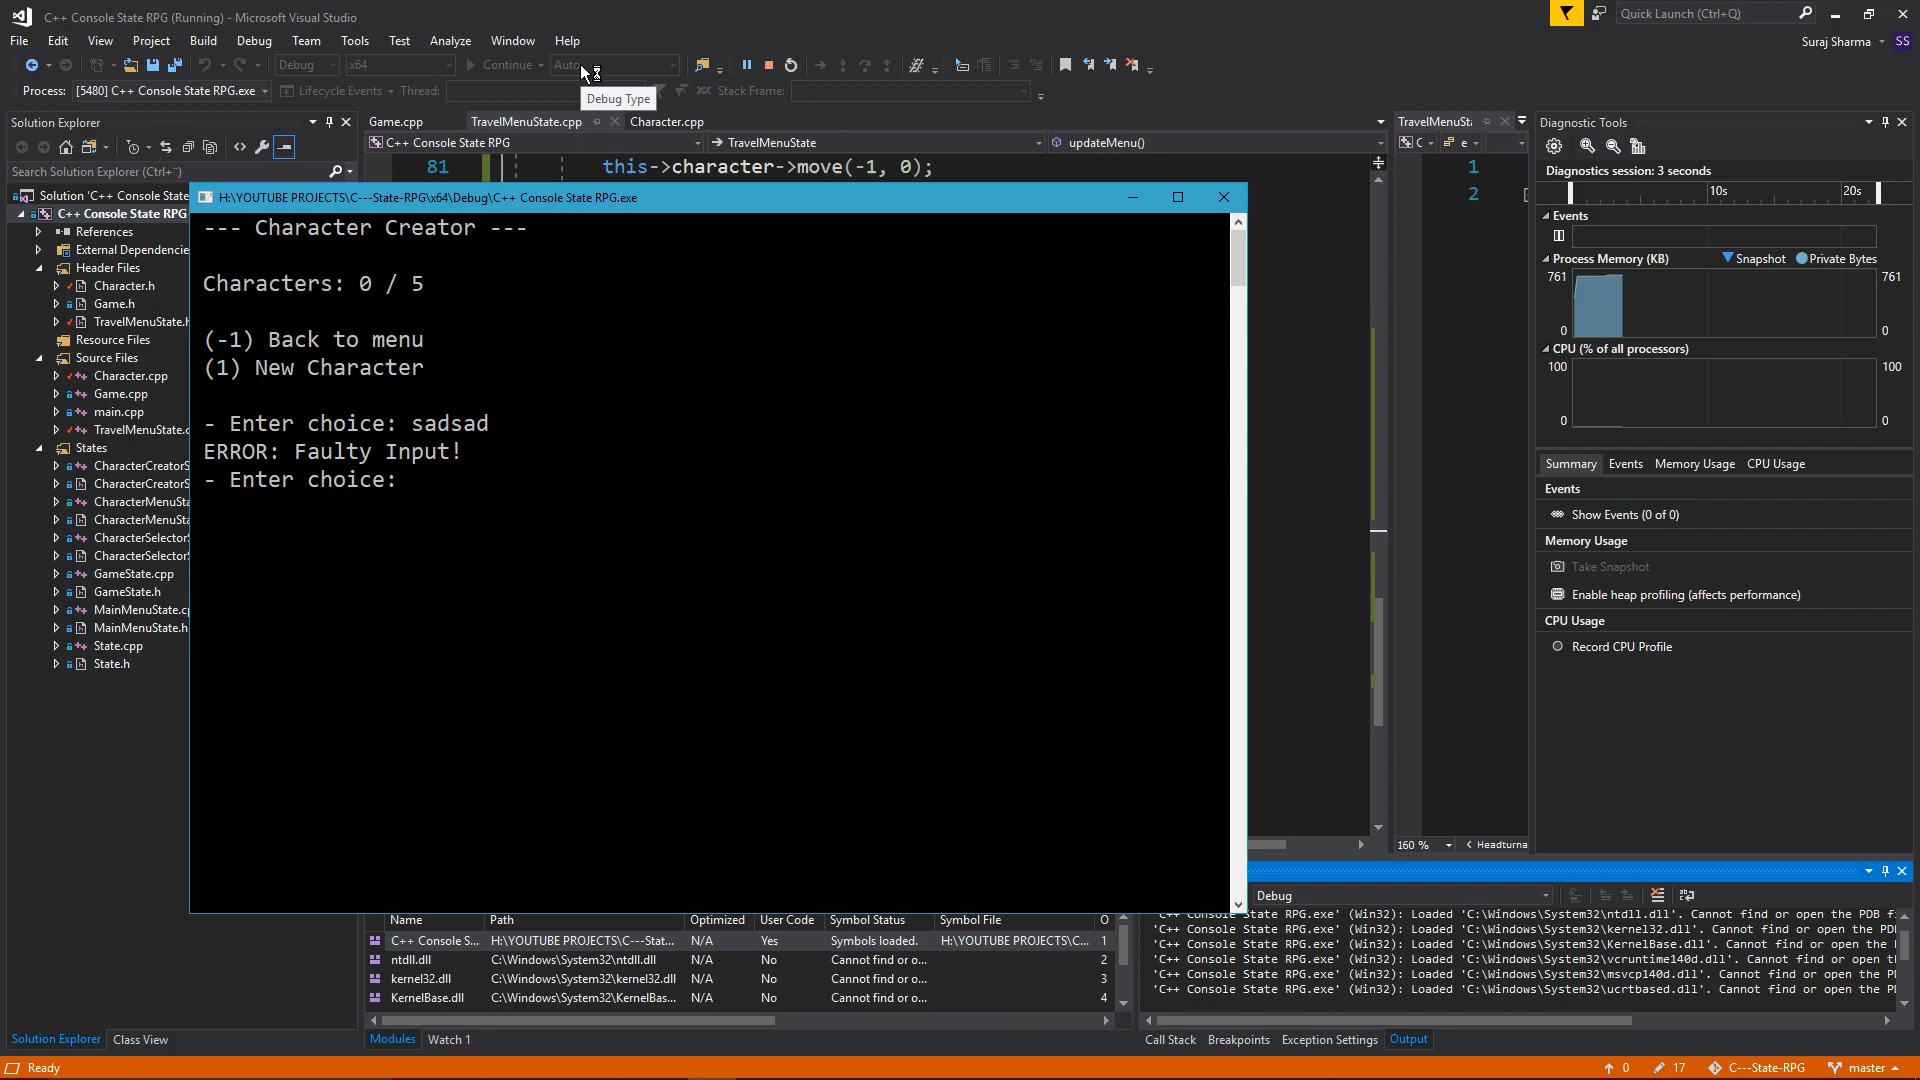 C++ Console State RPG (Running) - Microsoft Visual Studio
Quick Launch (Ctrl+Q)
File Edit View Project Build Debug Team Tools Test Analyze Window Help
Suraj Sharma SS
Debug x64 Continue Auto
Process: [5480] C++ Console State RPG.exe Lifecycle Events Thread: Stack Frame:
Debug Type
Solution Explorer
Search Solution Explorer (Ctrl+¨)
Solution 'C++ Console State
C++ Console State RPG
References
External Dependencie
Header Files
Character.h
Game.h
TravelMenuState.h
Resource Files
Source Files
Character.cpp
Game.cpp
main.cpp
TravelMenuState.c
States
CharacterCreatorS
CharacterCreatorS
CharacterMenuSta
CharacterMenuSta
CharacterSelectorS
CharacterSelectorS
GameState.cpp
GameState.h
MainMenuState.cp
MainMenuState.h
State.cpp
State.h
Solution Explorer Class View
Game.cpp TravelMenuState.cpp Character.cpp
C++ Console State RPG TravelMenuState updateMenu()
81 this->character->move(-1, 0);
H:\YOUTUBE PROJECTS\C---State-RPG\x64\Debug\C++ Console State RPG.exe
--- Character Creator ---
Characters: 0 / 5
(-1) Back to menu
(1) New Character
- Enter choice: sadsad
ERROR: Faulty Input!
- Enter choice:
TravelMenuSt
C e
1
2
160 % Headturna
Diagnostic Tools
Diagnostics session: 3 seconds
10s 20s
Events
Process Memory (KB) Snapshot Private Bytes
761 761
0 0
CPU (% of all processors)
100 100
0 0
Summary Events Memory Usage CPU Usage
Events
Show Events (0 of 0)
Memory Usage
Take Snapshot
Enable heap profiling (affects performance)
CPU Usage
Record CPU Profile
Name Path Optimized User Code Symbol Status Symbol File O
C++ Console S... H:\YOUTUBE PROJECTS\C---Stat... N/A Yes Symbols loaded. H:\YOUTUBE PROJECTS\C... 1
ntdll.dll C:\Windows\System32\ntdll.dll N/A No Cannot find or o... 2
kernel32.dll C:\Windows\System32\kernel32.dll N/A No Cannot find or o... 3
KernelBase.dll C:\Windows\System32\KernelBas... N/A No Cannot find or o... 4
Modules Watch 1
Debug
'C++ Console State RPG.exe' (Win32): Loaded 'C:\Windows\System32\ntdll.dll'. Cannot find or open the PDB f
'C++ Console State RPG.exe' (Win32): Loaded 'C:\Windows\System32\kernel32.dll'. Cannot find or open the PD
'C++ Console State RPG.exe' (Win32): Loaded 'C:\Windows\System32\KernelBase.dll'. Cannot find or open the
'C++ Console State RPG.exe' (Win32): Loaded 'C:\Windows\System32\vcruntime140d.dll'. Cannot find or open t
'C++ Console State RPG.exe' (Win32): Loaded 'C:\Windows\System32\msvcp140d.dll'. Cannot find or open the P
'C++ Console State RPG.exe' (Win32): Loaded 'C:\Windows\System32\ucrtbased.dll'. Cannot find or open the P
Call Stack Breakpoints Exception Settings Output
Ready
0 17 C---State-RPG master